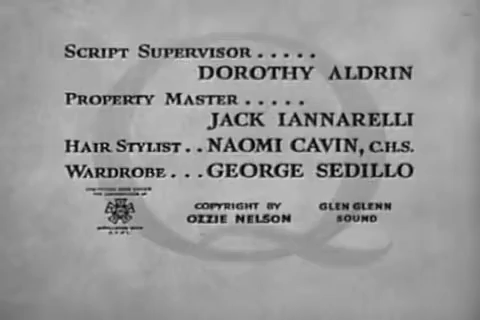 SCRIPT SUPERVISOR . . . . .
DOROTHY ALDRIN
PROPERTY MASTER . . . . .
JACK IANNARELLI
HAIR STYLIST . . NAOMI CAVIN, C.H.S.
WARDROBE . . . GEORGE SEDILLO
COPYRIGHT BY
OZZIE NELSON
GLEN GLENN
SOUND